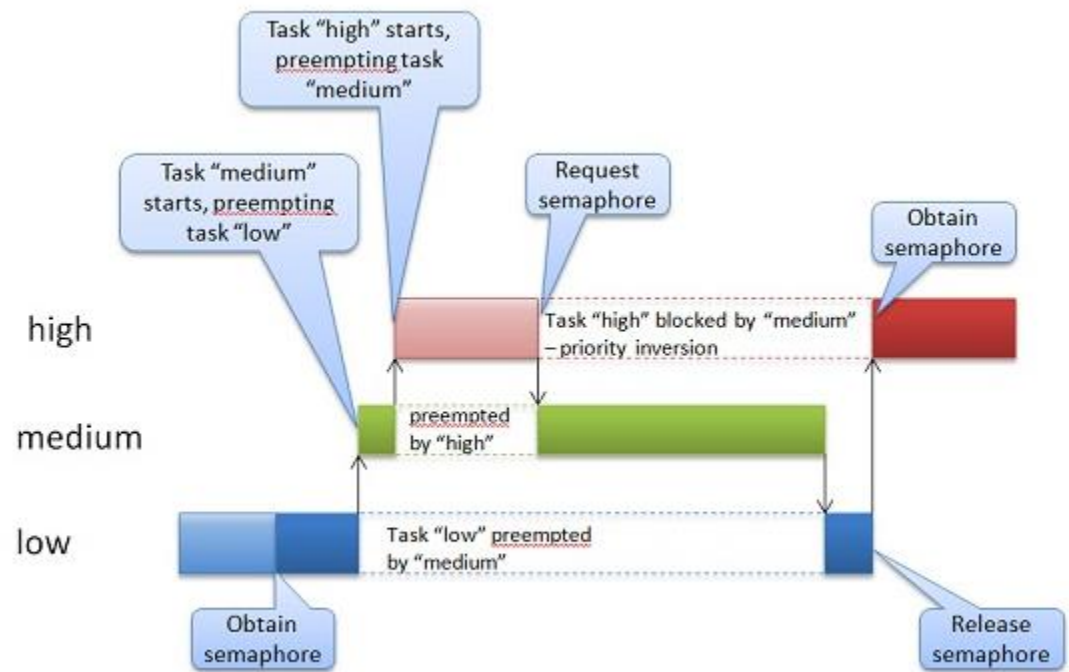 Task “high” starts,
preempting task
“medium”
Task “medium”
starts, preempting
task “low”
Request
semaphore
Obtain
semaphore
high
Task “high” blocked by “medium”
– priority inversion
medium
preempted
by “high”
low
Task “low” preempted
by “medium”
Obtain
semaphore
Release
semaphore